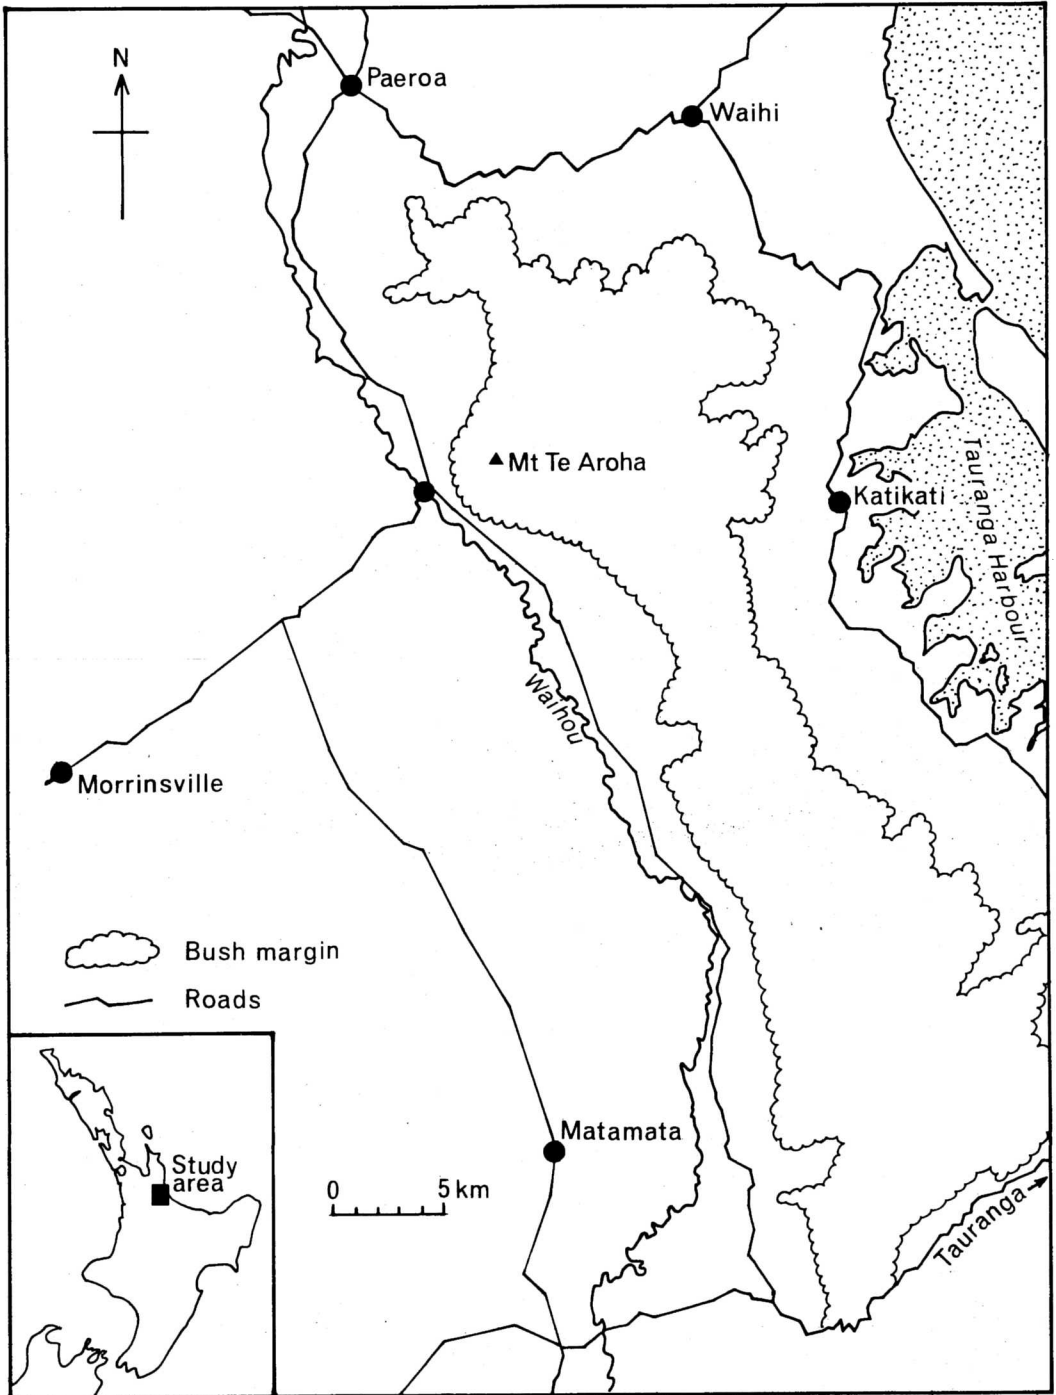 N
Paeroa
Waihi
Mt Te Aroha
Katikati
Tauranga Harbour
Waihou
Morrinsville
Bush margin
Roads
Matamata
Study
area
0 5 km
Tauranga